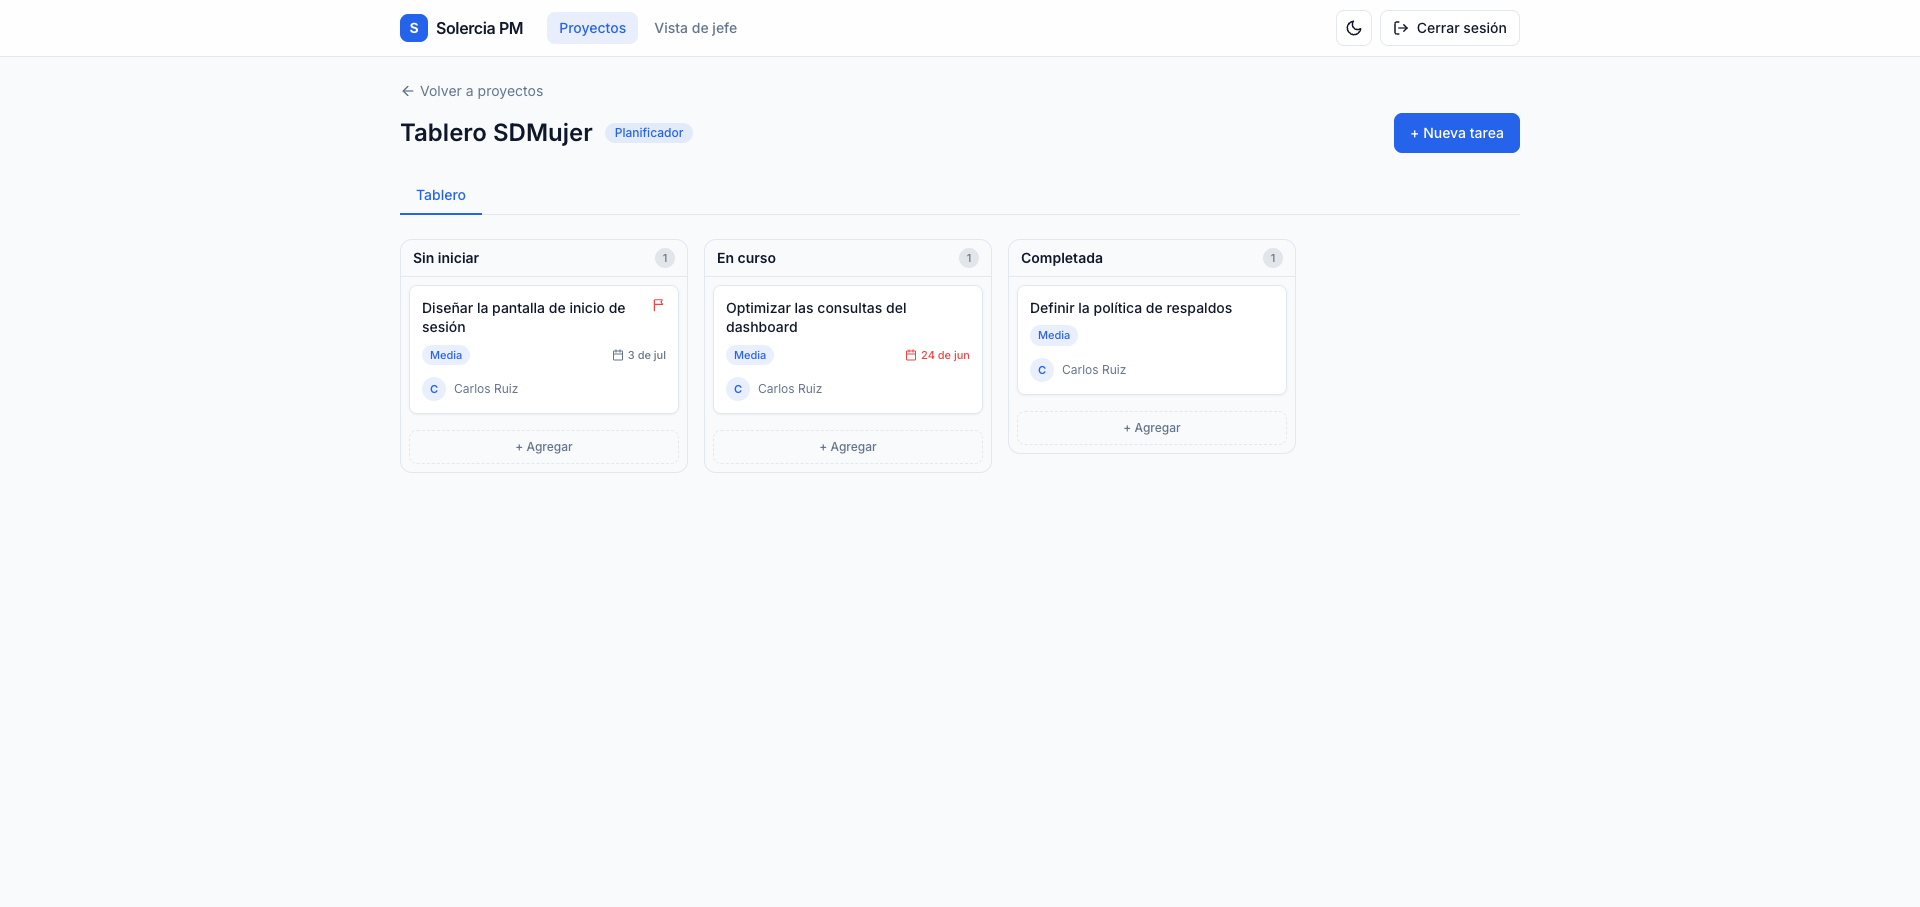 S Solercia PM Proyectos Vista de jefe Cerrar sesión
Volver a proyectos
Tablero SDMujer Planificador + Nueva tarea
Tablero
Sin iniciar 1
Diseñar la pantalla de inicio de
sesión
Media 3 de jul
C Carlos Ruiz
+ Agregar
En curso 1
Optimizar las consultas del
dashboard
Media 24 de jun
C Carlos Ruiz
+ Agregar
Completada 1
Definir la política de respaldos
Media
C Carlos Ruiz
+ Agregar